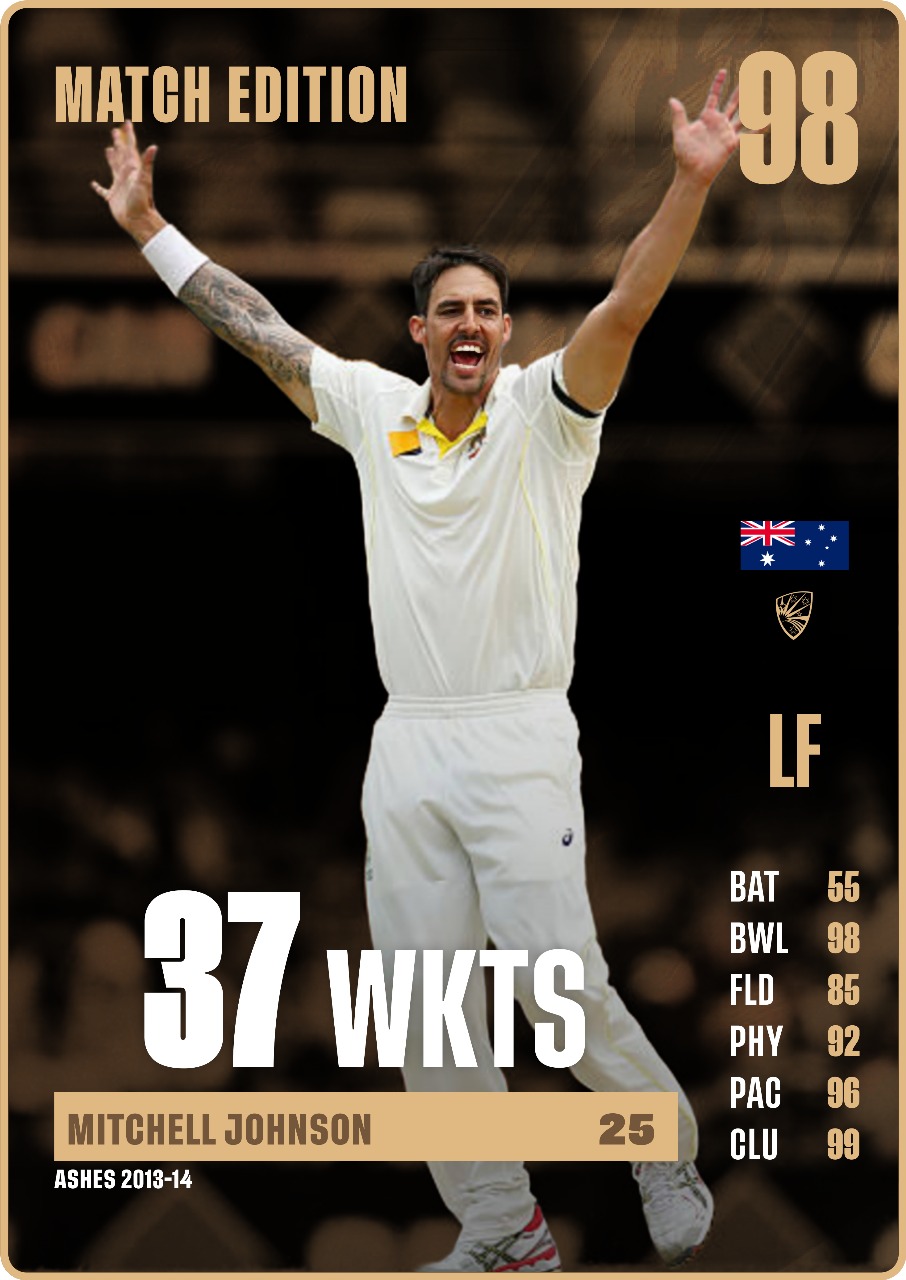 MATCH EDITION
98
LF
BAT 55
BWL 98
FLD 85
PHY 92
PAC 96
CLU 99
37 WKTS
MITCHELL JOHNSON 25
ASHES 2013-14